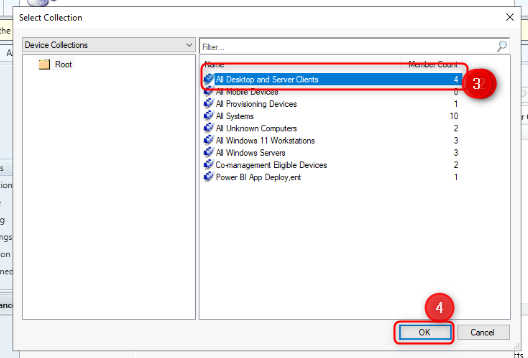 Select Collection
Device Collections
Filter...
Root
Name Member Count
All Desktop and Server Clients 4
3
All Mobile Devices 0
All Provisioning Devices 1
All Systems 10
All Unknown Computers 2
All Windows 11 Workstations 3
All Windows Servers 3
Co-management Eligible Devices 2
Power BI App Deploy,ent 1
4
OK Cancel